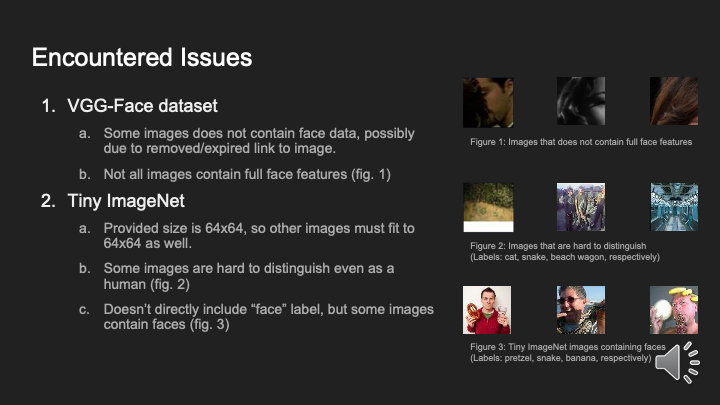 Encountered Issues
1. VGG-Face dataset
a. Some images does not contain face data, possibly
due to removed/expired link to image.
b. Not all images contain full face features (fig. 1)
2. Tiny ImageNet
a. Provided size is 64x64, so other images must fit to
64x64 as well.
b. Some images are hard to distinguish even as a
human (fig. 2)
c. Doesn’t directly include “face” label, but some images
contain faces (fig. 3)
Figure 1: Images that does not contain full face features
Figure 2: Images that are hard to distinguish
(Labels: cat, snake, beach wagon, respectively)
Figure 3: Tiny ImageNet images containing faces
(Labels: pretzel, snake, banana, respectively)